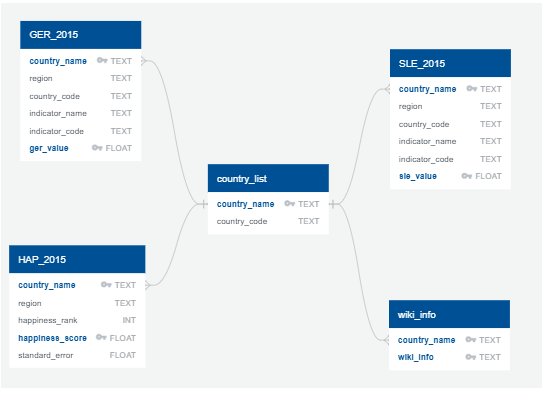 GER_2015
country_name TEXT
region TEXT
country_code TEXT
indicator_name TEXT
indicator_code TEXT
ger_value FLOAT
SLE_2015
country_name TEXT
region TEXT
country_code TEXT
indicator_name TEXT
indicator_code TEXT
sle_value FLOAT
country_list
country_name TEXT
country_code TEXT
HAP_2015
country_name TEXT
region TEXT
happiness_rank INT
happiness_score FLOAT
standard_error FLOAT
wiki_info
country_name TEXT
wiki_info TEXT